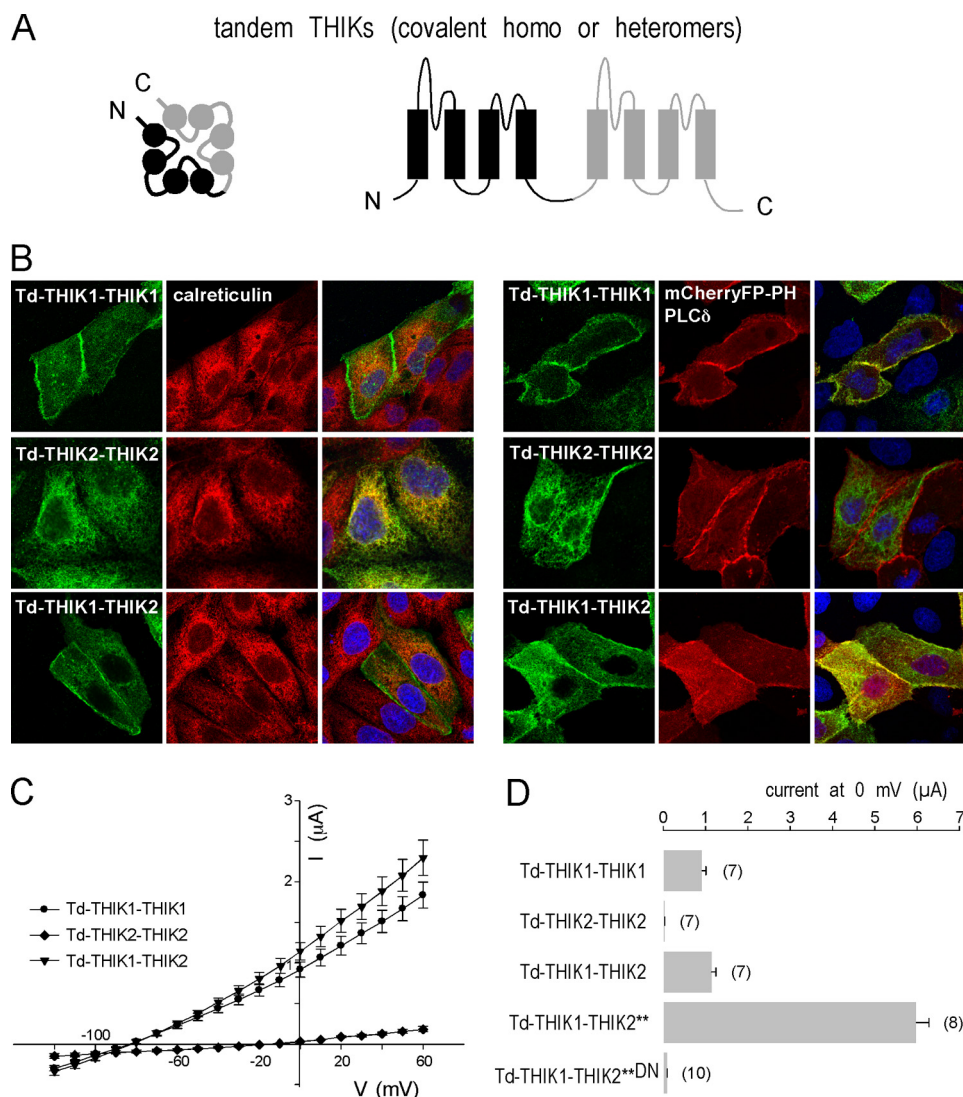 A
tandem THIKs (covalent homo or heteromers)
C
N
N
C
B
Td-THIK1-THIK1
calreticulin
Td-THIK1-THIK1
mCherryFP-PH
PLCδ
Td-THIK2-THIK2
Td-THIK2-THIK2
Td-THIK1-THIK2
Td-THIK1-THIK2
C
3
I (µA)
2
1
-100
-60
-20
20
60
V (mV)
Td-THIK1-THIK1
Td-THIK2-THIK2
Td-THIK1-THIK2
D
current at 0 mV (µA)
0 1 2 3 4 5 6 7
Td-THIK1-THIK1 (7)
Td-THIK2-THIK2 (7)
Td-THIK1-THIK2 (7)
Td-THIK1-THIK2** (8)
Td-THIK1-THIK2**DN (10)